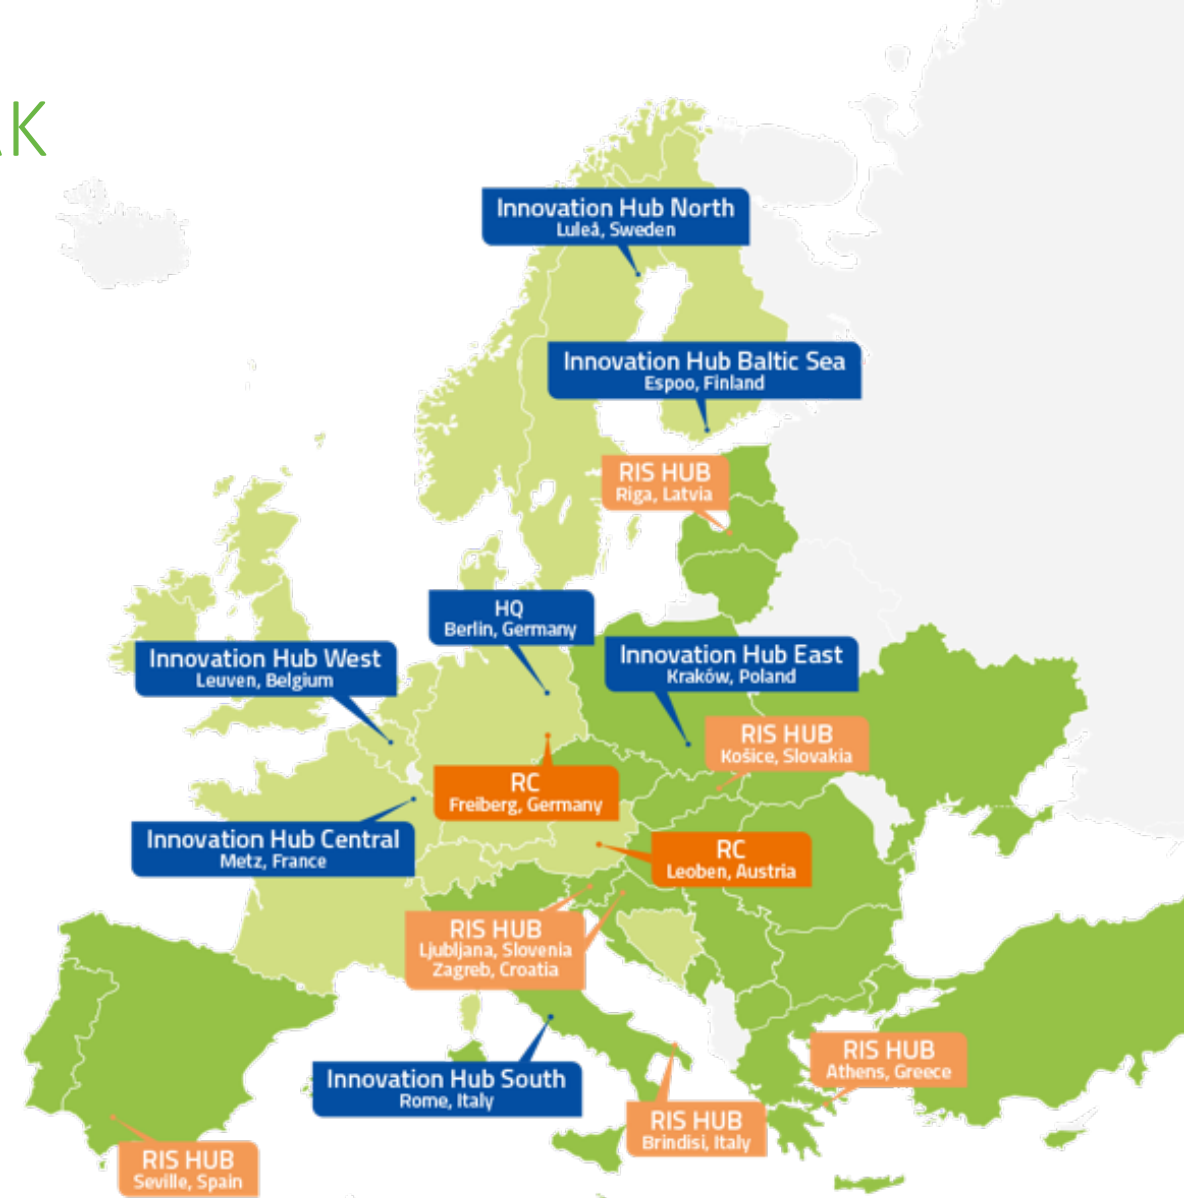 K
Innovation Hub North
Luleå, Sweden
Innovation Hub Baltic Sea
Espoo, Finland
RIS HUB
Riga, Latvia
HQ
Berlin, Germany
Innovation Hub West
Leuven, Belgium
Innovation Hub East
Kraków, Poland
RIS HUB
Košice, Slovakia
RC
Freiberg, Germany
Innovation Hub Central
Metz, France
RC
Leoben, Austria
RIS HUB
Ljubljana, Slovenia
Zagreb, Croatia
Innovation Hub South
Rome, Italy
RIS HUB
Athens, Greece
RIS HUB
Brindisi, Italy
RIS HUB
Seville, Spain